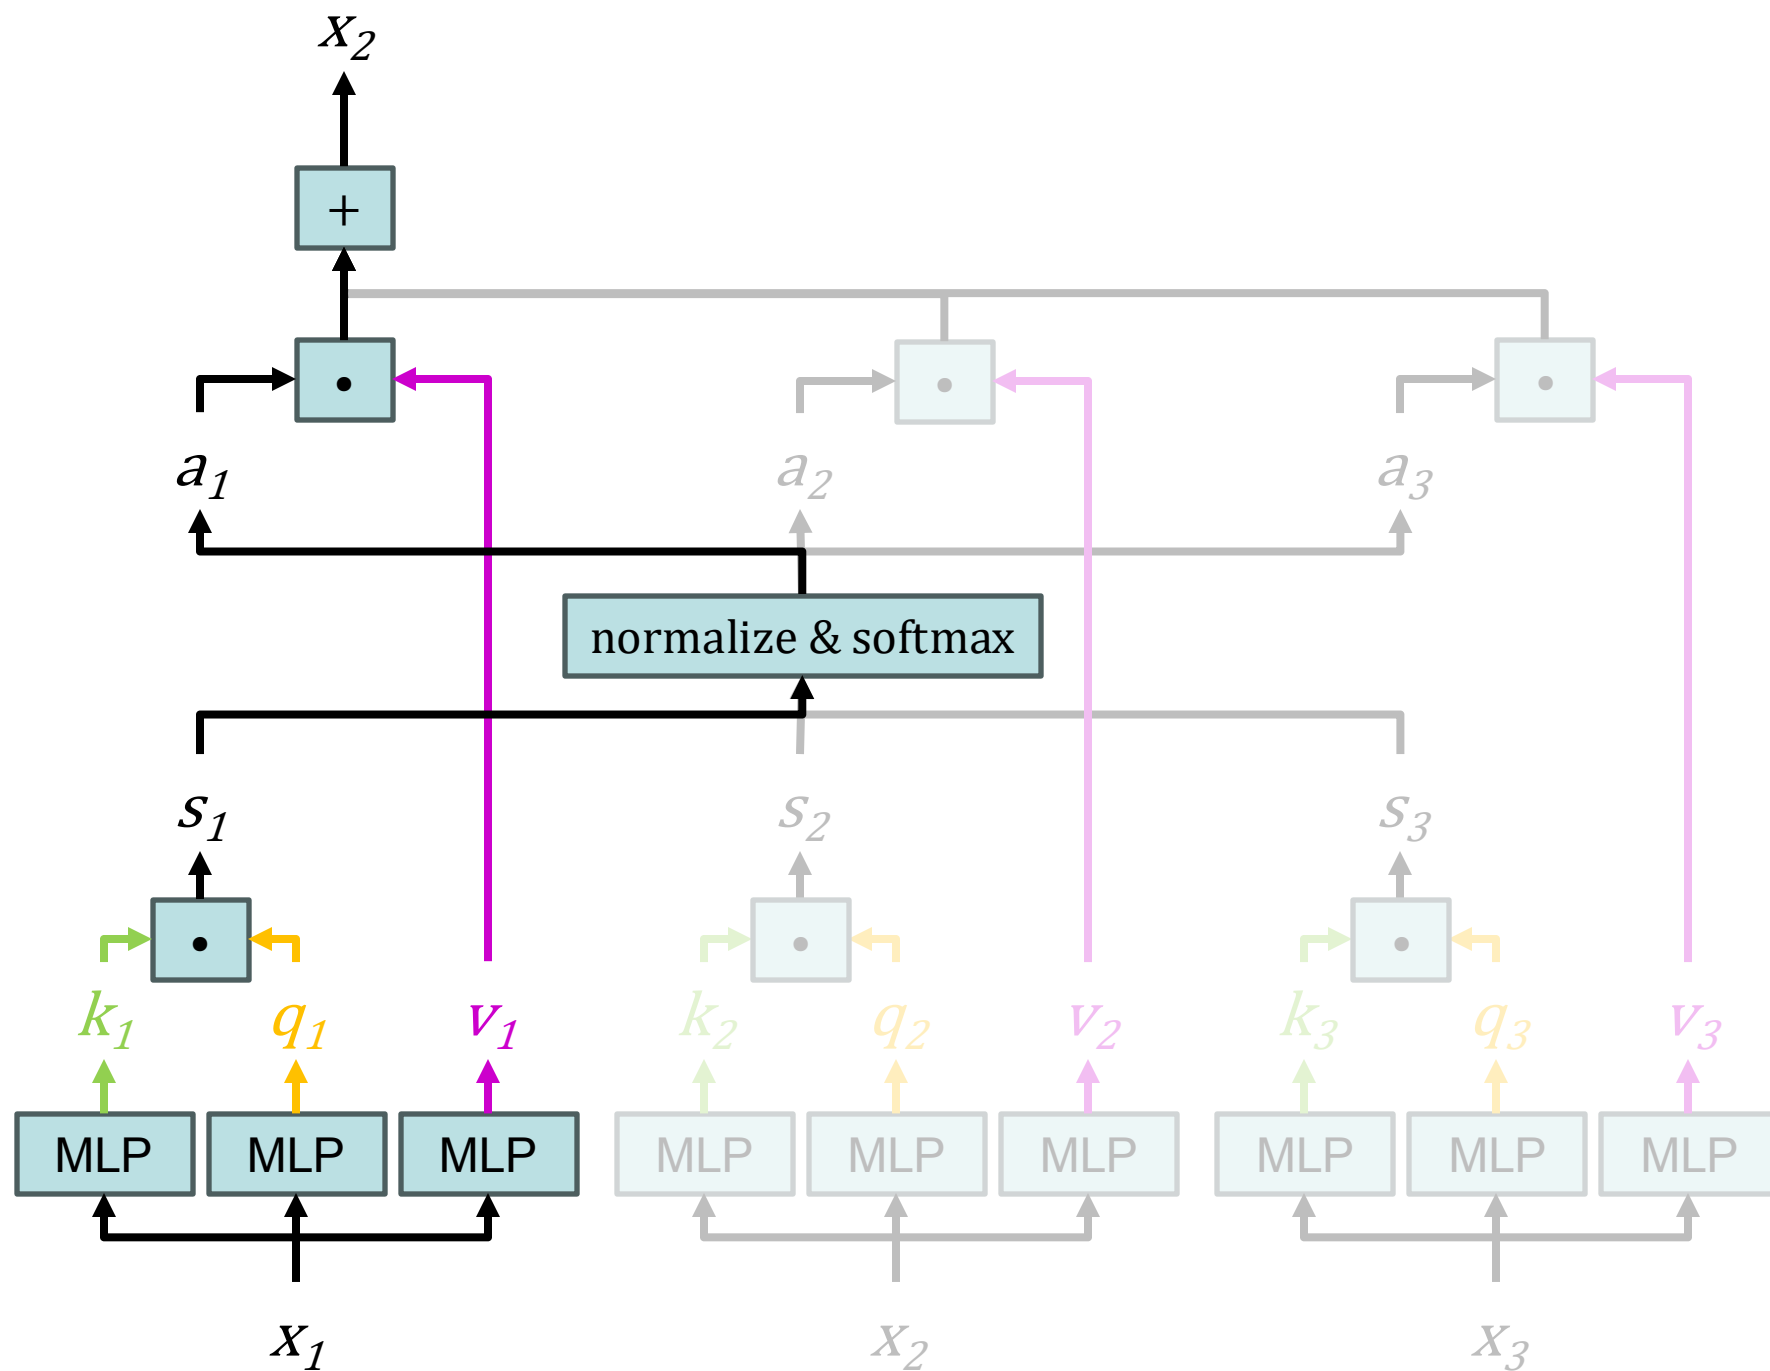 x₂
+
• • •
a₁ a₂ a₃
normalize & softmax
s₁ s₂ s₃
• • •
k₁ q₁ v₁ k₂ q₂ v₂ k₃ q₃ v₃
MLP MLP MLP MLP MLP MLP MLP MLP MLP
x₁ x₂ x₃